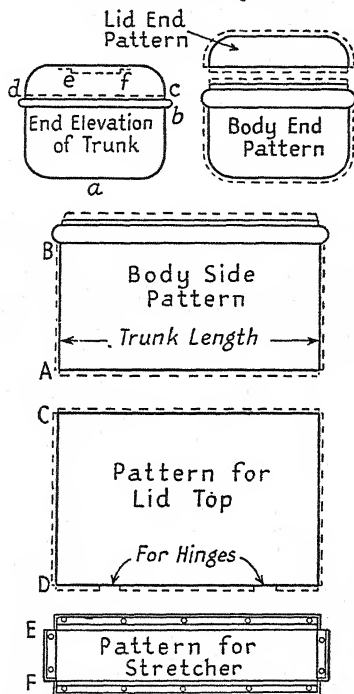 Lid End
Pattern
e
f
d
c
b
End Elevation
of Trunk
a
Body End
Pattern
B
Body Side
Pattern
Trunk Length
A
C
Pattern for
Lid Top
For Hinges
D
E
Pattern for
Stretcher
F